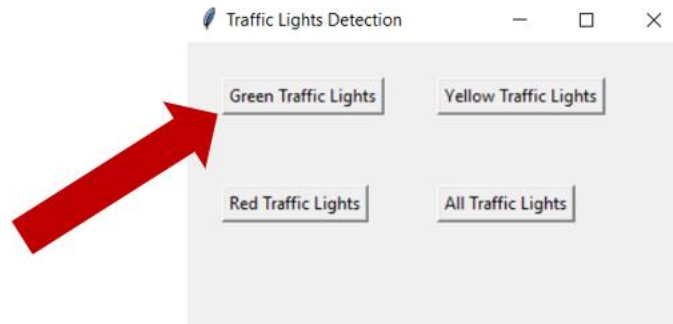 Traffic Lights Detection
Green Traffic Lights
Yellow Traffic Lights
Red Traffic Lights
All Traffic Lights